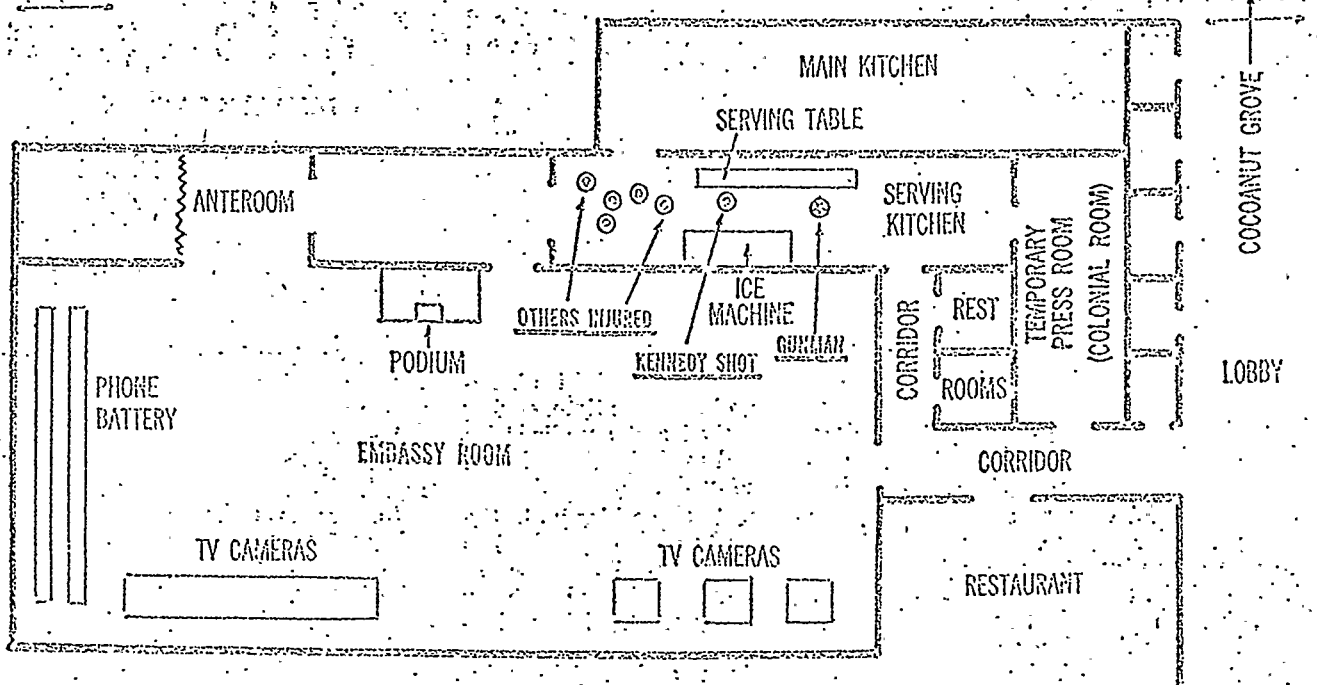 MAIN KITCHEN
SERVING TABLE
COCOANUT GROVE
ANTEROOM
SERVING
KITCHEN
TEMPORARY
PRESS ROOM
(COLONIAL ROOM)
OTHERS INJURED
ICE
MACHINE
KENNEDY SHOT
GUNMAN
CORRIDOR
REST
ROOMS
PODIUM
LOBBY
PHONE
BATTERY
EMBASSY ROOM
CORRIDOR
TV CAMERAS
TV CAMERAS
RESTAURANT